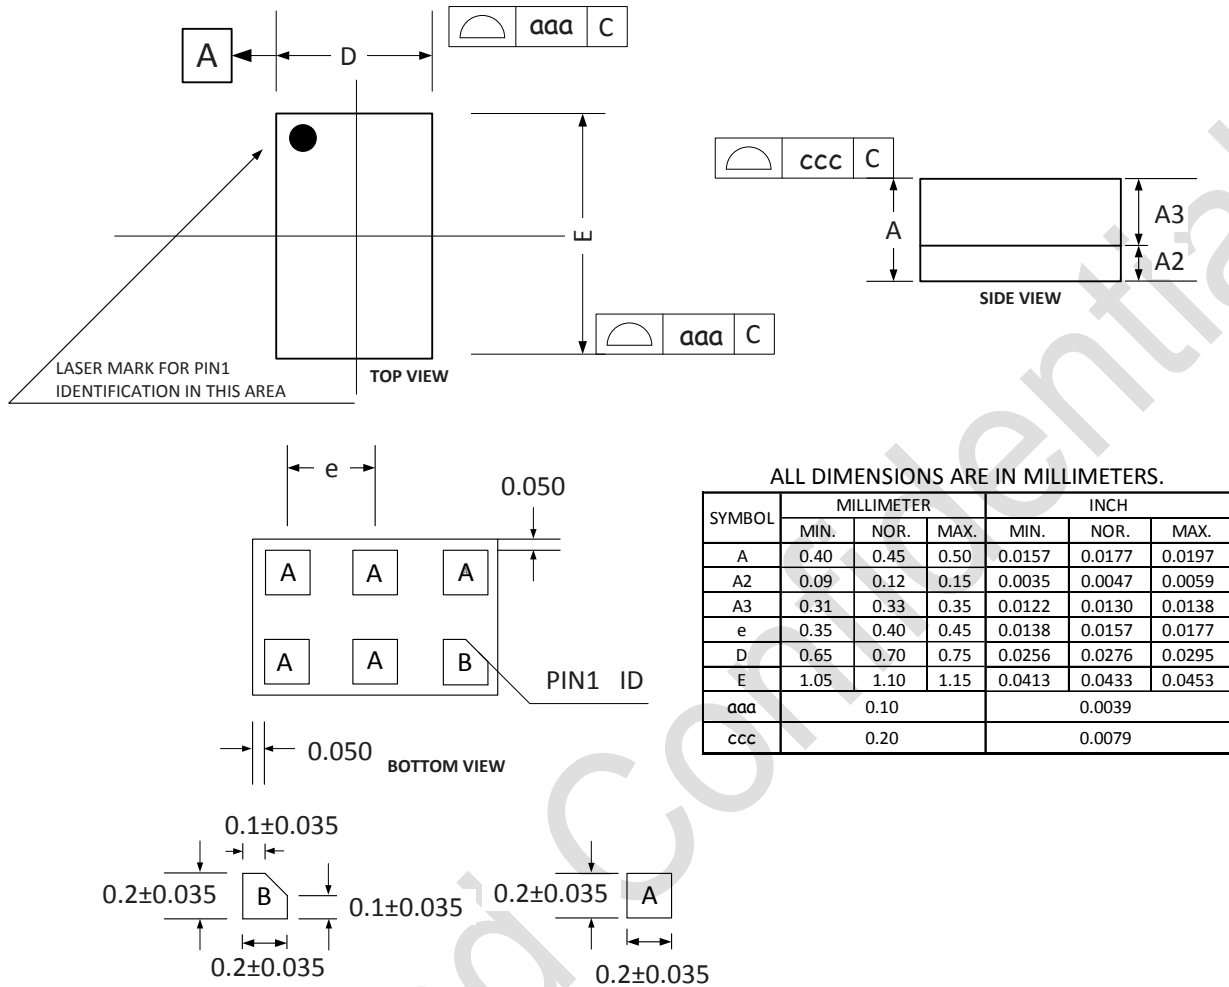 aaa C
A
D
ccc C
A
A3
E
A2
SIDE VIEW
aaa C
LASER MARK FOR PIN1
IDENTIFICATION IN THIS AREA
TOP VIEW
e
0.050
A A A
A A B
PIN1 ID
0.050
BOTTOM VIEW
ALL DIMENSIONS ARE IN MILLIMETERS.
SYMBOL MILLIMETER INCH
MIN. NOR. MAX. MIN. NOR. MAX.
A 0.40 0.45 0.50 0.0157 0.0177 0.0197
A2 0.09 0.12 0.15 0.0035 0.0047 0.0059
A3 0.31 0.33 0.35 0.0122 0.0130 0.0138
e 0.35 0.40 0.45 0.0138 0.0157 0.0177
D 0.65 0.70 0.75 0.0256 0.0276 0.0295
E 1.05 1.10 1.15 0.0413 0.0433 0.0453
aaa 0.10 0.0039
ccc 0.20 0.0079
0.1±0.035
0.2±0.035
B
0.1±0.035
0.2±0.035
0.2±0.035
A
0.2±0.035
Confidential